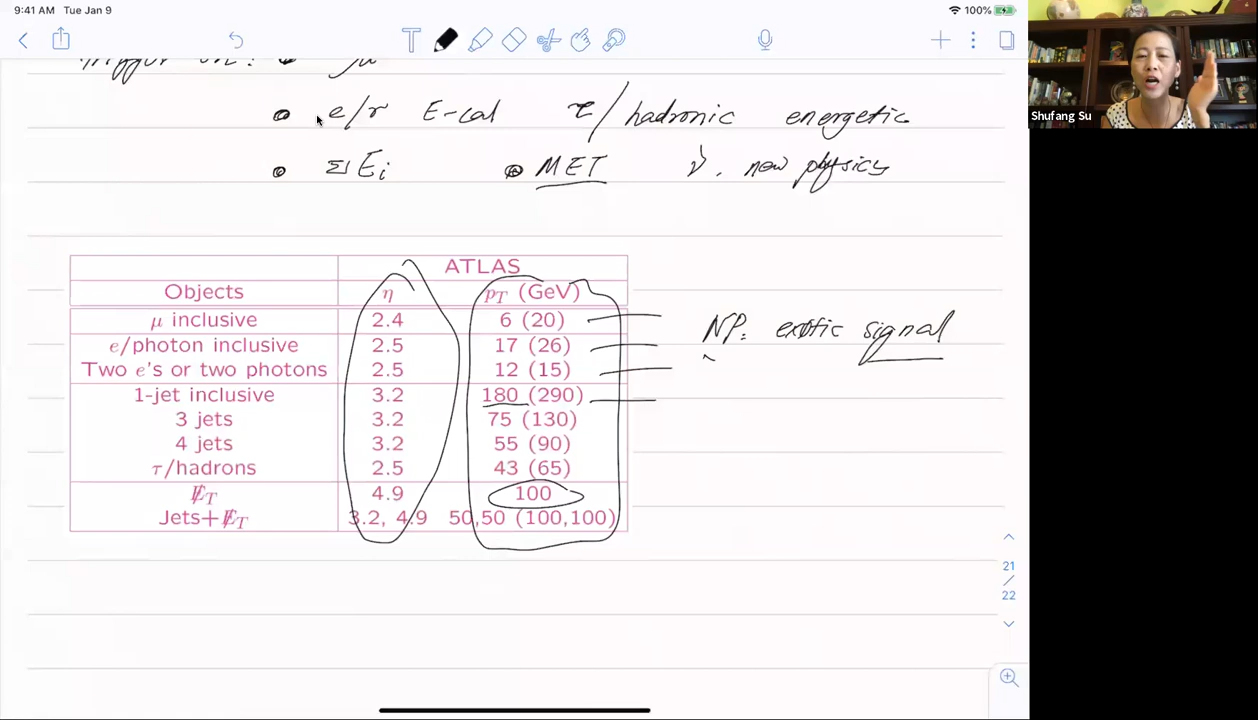 9:41 AM Tue Jan 9
100%
Trigger on: μ
e/γ E-cal τ/hadronic energetic
ΣEi MET ν. new physics
Shufang Su
ATLAS
Objects η pT (GeV)
μ inclusive 2.4 6 (20)
e/photon inclusive 2.5 17 (26)
Two e's or two photons 2.5 12 (15)
1-jet inclusive 3.2 180 (290)
3 jets 3.2 75 (130)
4 jets 3.2 55 (90)
τ/hadrons 2.5 43 (65)
E̸T 4.9 100
Jets+E̸T 3.2, 4.9 50,50 (100,100)
NP: exotic signal
21
/
22